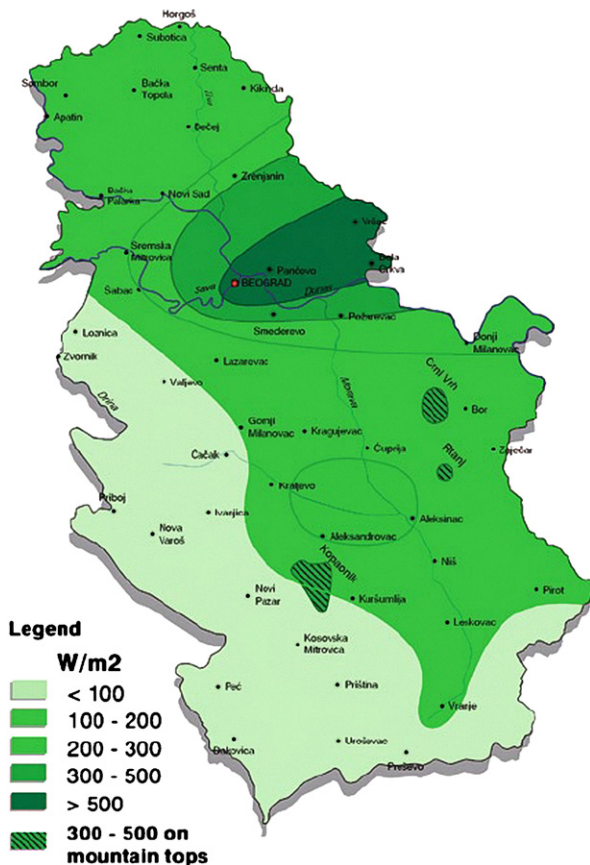 Horgoš
Subotica
Senta
Sombor
Bačka
Topola
Kikinda
Apatin
Bečej
Zrenjanin
Bačka
Palanka
Novi Sad
Vršac
Sremska
Mitrovica
Pančevo
Bela
Crkva
Sava
BEOGRAD
Dunav
Šabac
Smederevo
Požarevac
Loznica
Donji
Milanovac
Zvornik
Lazarevac
Crni Vrh
Valjevo
Drina
Morava
Bor
Gornji
Milanovac
Kragujevac
Ćuprija
Rtanj
Zaječar
Čačak
Kraljevo
Priboj
Ivanjica
Aleksinac
Nova
Varoš
Aleksandrovac
Kopaonik
Niš
Novi
Pazar
Kuršumlija
Pirot
Leskovac
Kosovska
Mitrovica
Peć
Priština
Vranje
Đakovica
Uroševac
Preševo
Legend
W/m2
< 100
100 - 200
200 - 300
300 - 500
> 500
300 - 500 on
mountain tops